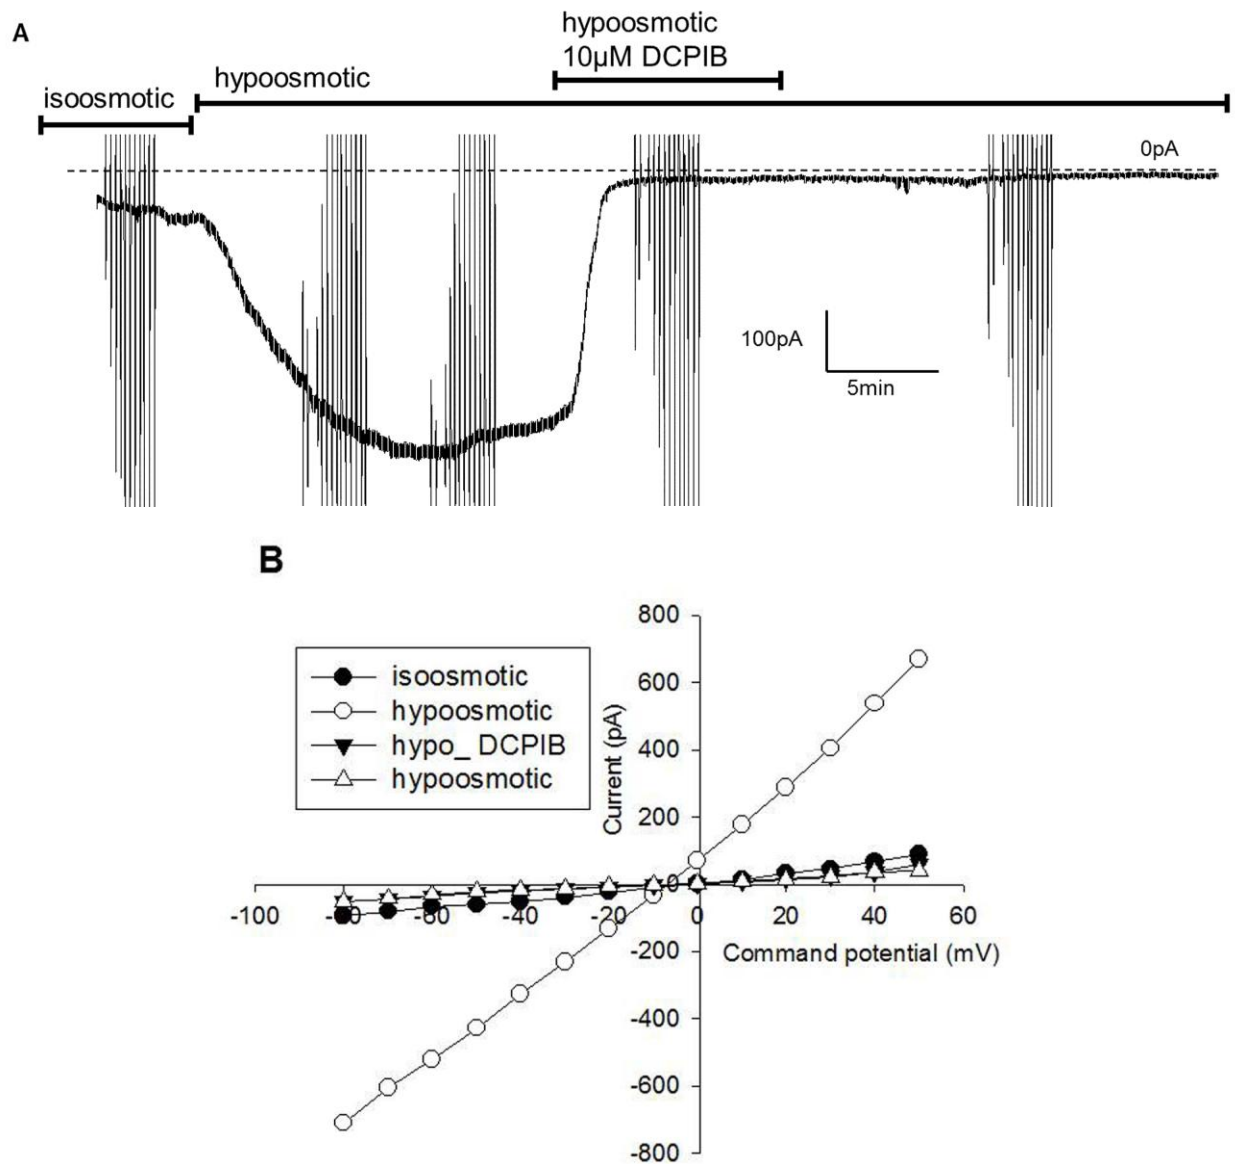 A
hypoosmotic
10µM DCPIB
hypoosmotic
isoosmotic
0pA
100pA
5min
B
800
600
400
200
0
-200
-400
-600
-800
Current (pA)
isoosmotic
hypoosmotic
hypo_ DCPIB
hypoosmotic
-100
-80
-60
-40
-20
0
20
40
60
Command potential (mV)